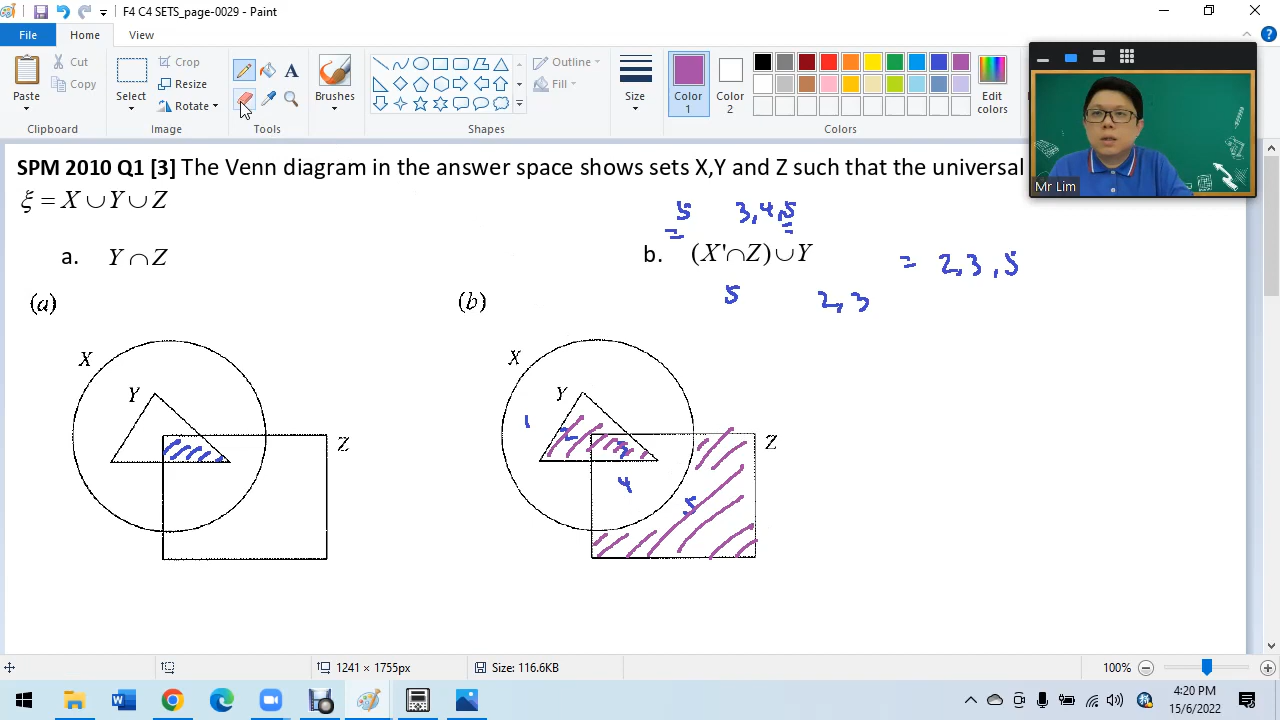 F4 C4 SETS_page-0029 - Paint
File Home View
Paste Cut Copy Clipboard
Select Crop Resize Rotate Image
Tools
Brushes
Shapes Outline Fill
Size
Color 1 Color 2 Edit colors Colors
Mr Lim
SPM 2010 Q1 [3] The Venn diagram in the answer space shows sets X,Y and Z such that the universal
ξ = X ∪ Y ∪ Z
5 3,4,5
a. Y ∩ Z
b. (X'∩Z)∪Y = 2,3,5
5 2,3
(a) (b)
X Y Z
X Y Z
1 2 3 4 5
1241 × 1755px Size: 116.6KB 100%
4:20 PM
15/6/2022